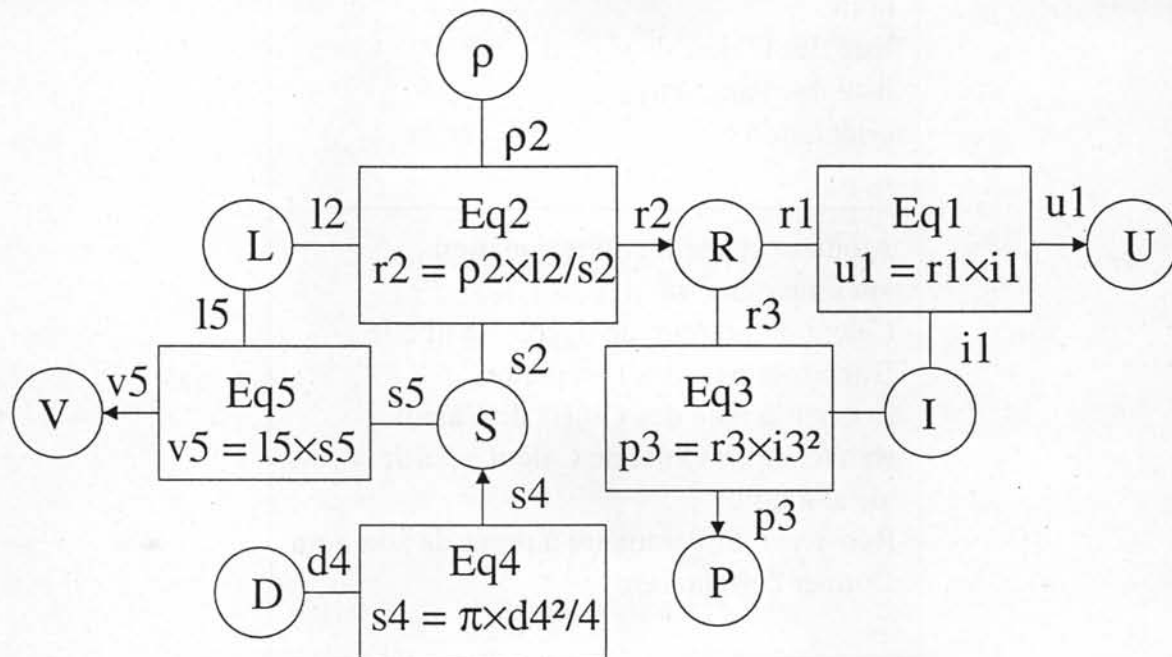 ρ
ρ2
L
l2
Eq2
r2 = ρ2×l2/s2
r2
R
r1
Eq1
u1 = r1×i1
u1
U
l5
s2
r3
i1
V
v5
Eq5
v5 = l5×s5
s5
S
Eq3
p3 = r3×i3²
I
s4
p3
D
d4
Eq4
s4 = π×d4²/4
P